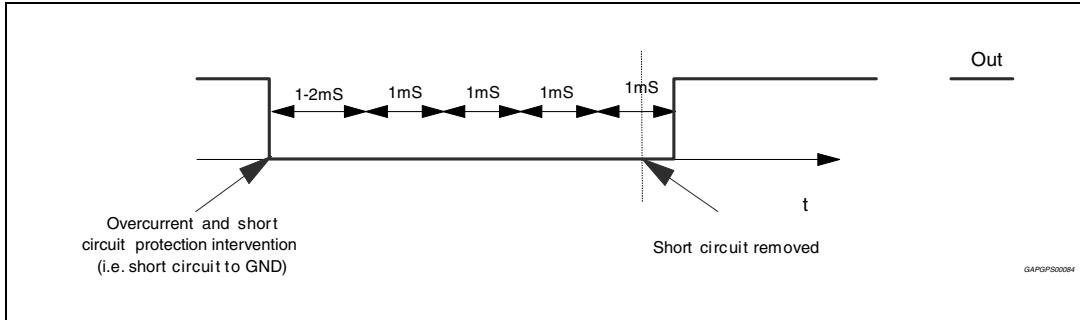 Out
1-2mS
1mS
1mS
1mS
1mS
t
Overcurrent and short
circuit protection intervention
(i.e. short circuit to GND)
Short circuit removed
GAPGPS00084